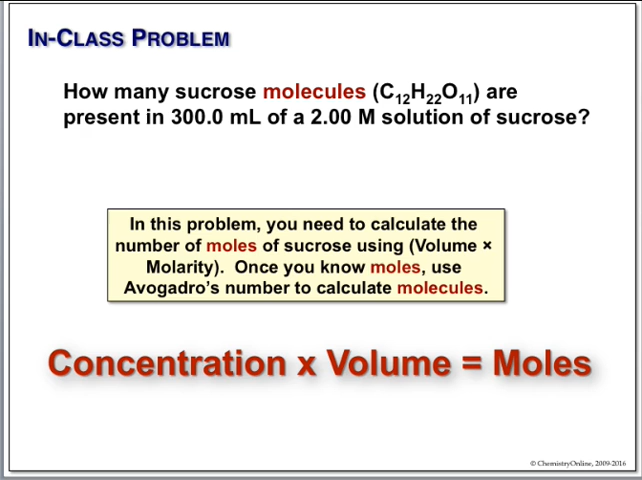 IN-CLASS PROBLEM
How many sucrose molecules (C₁₂H₂₂O₁₁) are
present in 300.0 mL of a 2.00 M solution of sucrose?
In this problem, you need to calculate the
number of moles of sucrose using (Volume ×
Molarity). Once you know moles, use
Avogadro's number to calculate molecules.
Concentration x Volume = Moles
© ChemistryOnline, 2009-2016